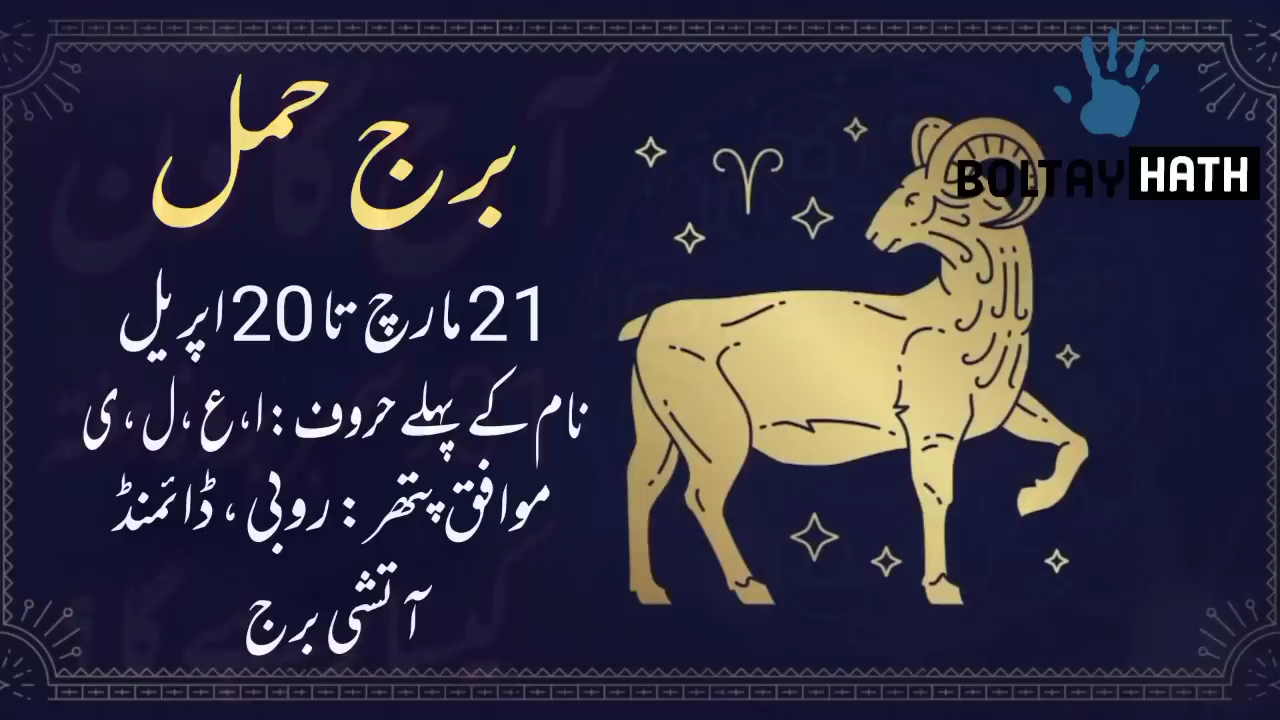 برج حمل
21 مارچ تا 20 اپریل
نام کے پہلے حروف : ا، ع، ل، ی
موافق پتھر : روبی، ڈائمنڈ
آتشی برج
BOLTAY HATH